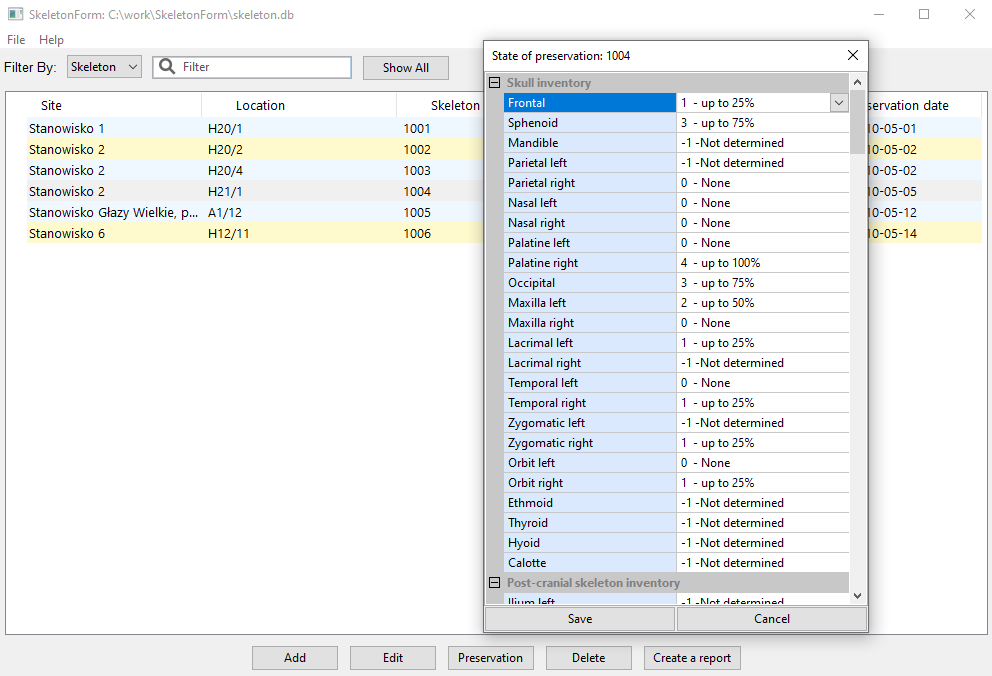 SkeletonForm: C:\work\SkeletonForm\skeleton.db
File Help
Filter By: Skeleton Filter Show All
Site Location Skeleton servation date
Stanowisko 1 H20/1 1001 10-05-01
Stanowisko 2 H20/2 1002 10-05-02
Stanowisko 2 H20/4 1003 10-05-02
Stanowisko 2 H21/1 1004 10-05-05
Stanowisko Głazy Wielkie, p... A1/12 1005 10-05-12
Stanowisko 6 H12/11 1006 10-05-14
State of preservation: 1004
Skull inventory
Frontal 1 - up to 25%
Sphenoid 3 - up to 75%
Mandible -1 -Not determined
Parietal left -1 -Not determined
Parietal right 0 - None
Nasal left 0 - None
Nasal right 0 - None
Palatine left 0 - None
Palatine right 4 - up to 100%
Occipital 3 - up to 75%
Maxilla left 2 - up to 50%
Maxilla right 0 - None
Lacrimal left 1 - up to 25%
Lacrimal right -1 -Not determined
Temporal left 0 - None
Temporal right 1 - up to 25%
Zygomatic left -1 -Not determined
Zygomatic right 1 - up to 25%
Orbit left 0 - None
Orbit right 1 - up to 25%
Ethmoid -1 -Not determined
Thyroid -1 -Not determined
Hyoid -1 -Not determined
Calotte -1 -Not determined
Post-cranial skeleton inventory
Ilium left -1 -Not determined
Save Cancel
Add Edit Preservation Delete Create a report